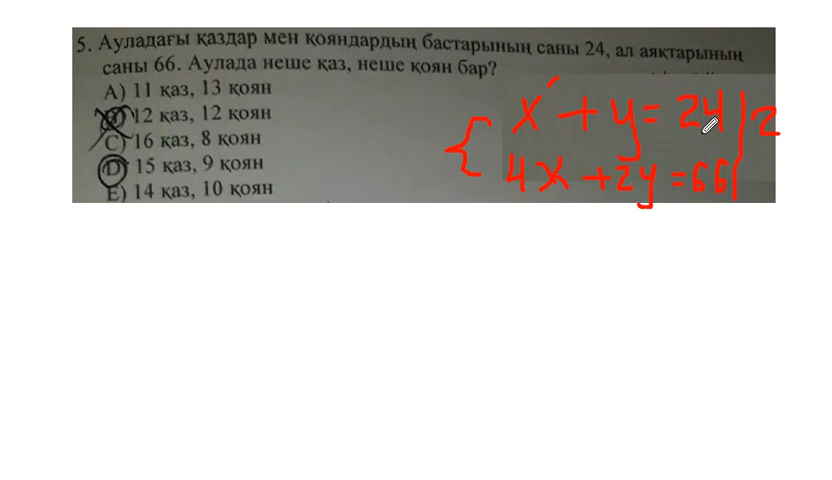 5. Ауладағы қаздар мен қояндардың бастарының саны 24, ал аяқтарының
саны 66. Аулада неше қаз, неше қоян бар?
A) 11 қаз, 13 қоян
B) 12 қаз, 12 қоян
C) 16 қаз, 8 қоян
D) 15 қаз, 9 қоян
E) 14 қаз, 10 қоян
x + y = 24 | 2
4x + 2y = 66 |